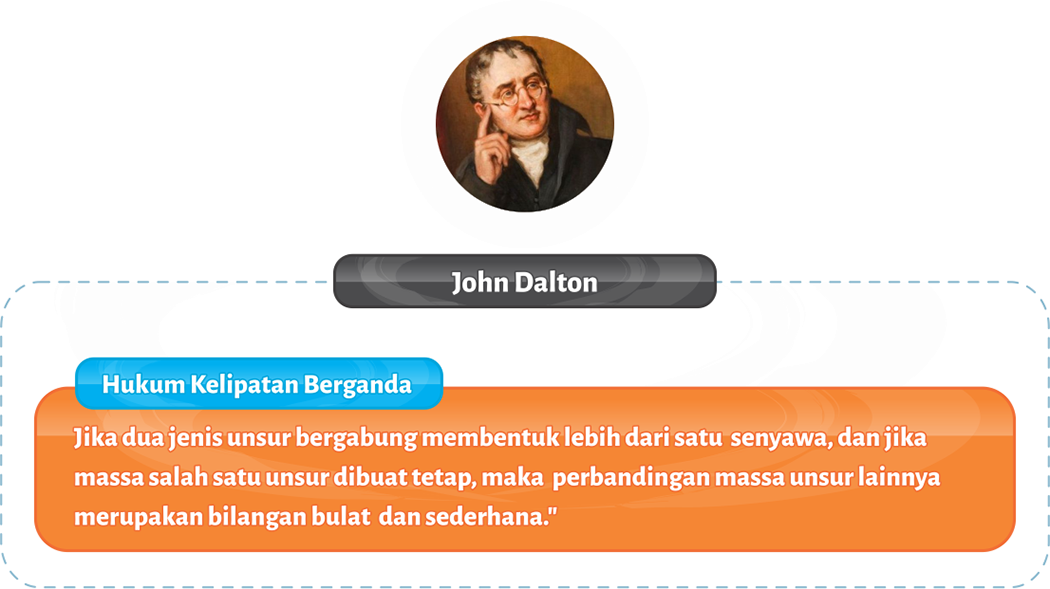 John Dalton
Hukum Kelipatan Berganda
Jika dua jenis unsur bergabung membentuk lebih dari satu senyawa, dan jika
massa salah satu unsur dibuat tetap, maka perbandingan massa unsur lainnya
merupakan bilangan bulat dan sederhana."